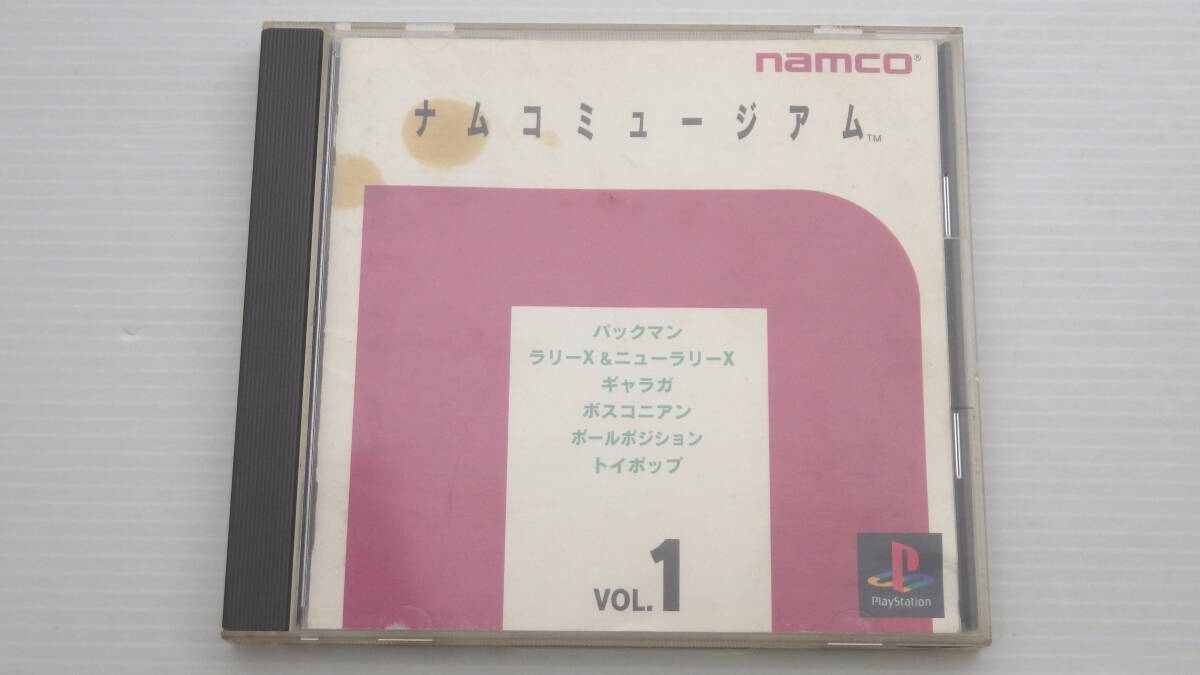 namco®
ナムコミュージアム™
パックマン
ラリーX&ニューラリーX
ギャラガ
ボスコニアン
ポールポジション
トイポップ
VOL.1
PlayStation